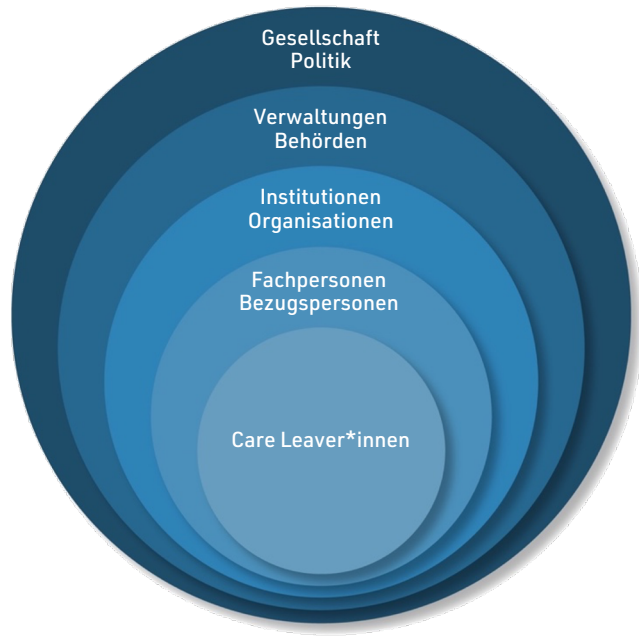 Gesellschaft
Politik
Verwaltungen
Behörden
Institutionen
Organisationen
Fachpersonen
Bezugspersonen
Care Leaver*innen